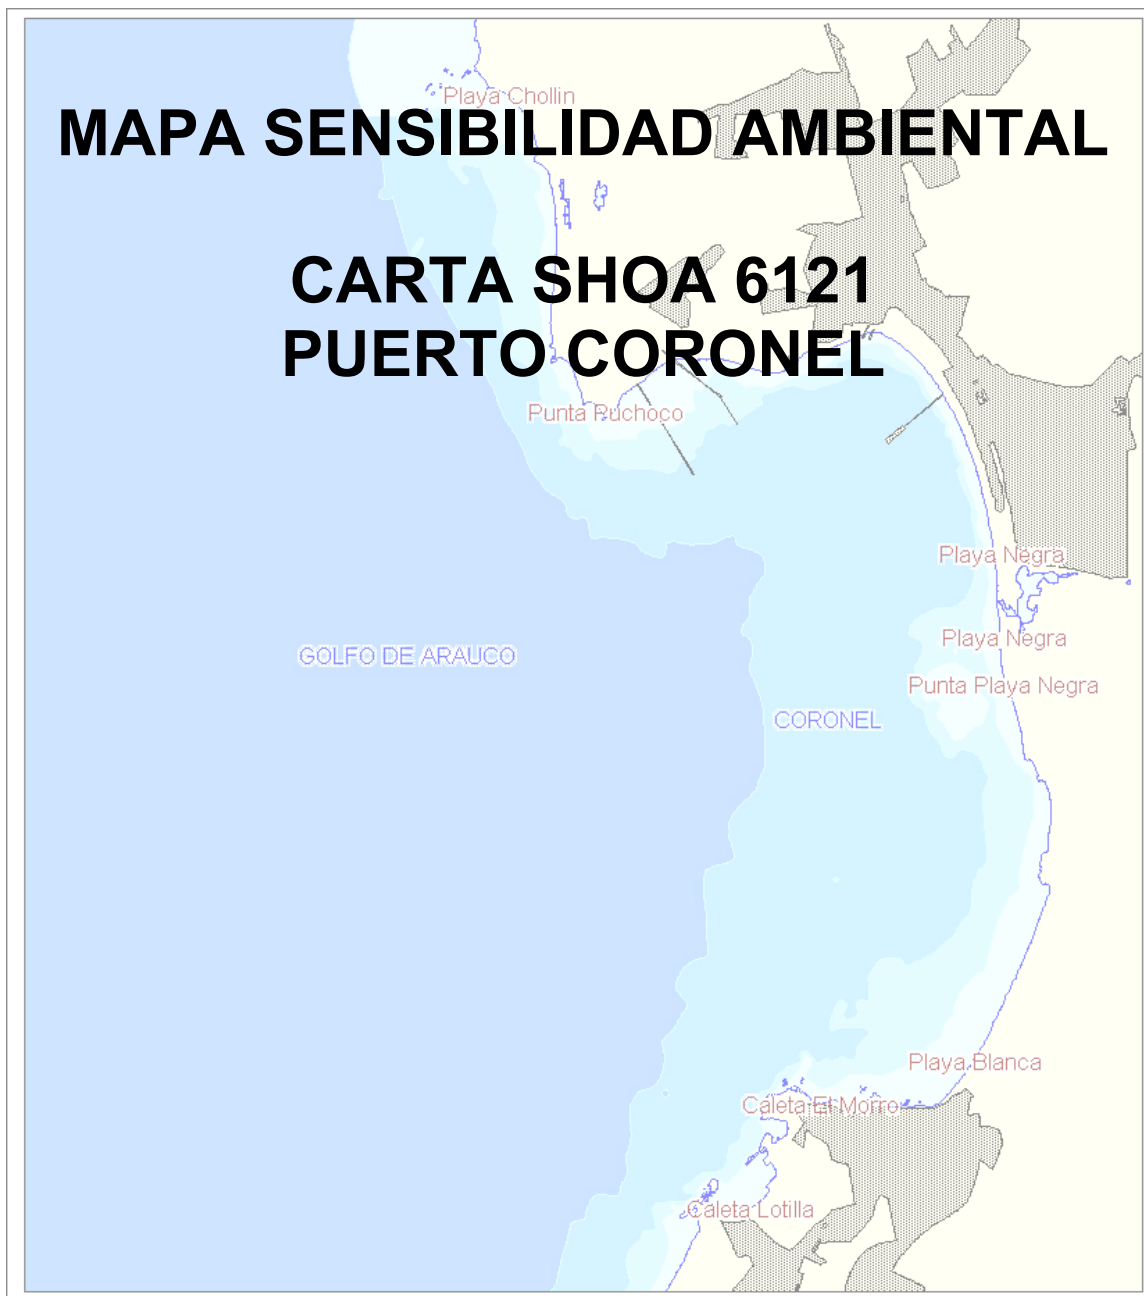 Playa Chollin
MAPA SENSIBILIDAD AMBIENTAL
CARTA SHOA 6121
PUERTO CORONEL
Punta Puchoco
Playa Negra
Playa Negra
GOLFO DE ARAUCO
Punta Playa Negra
CORONEL
Playa Blanca
Caleta El Morro
Caleta Lotilla